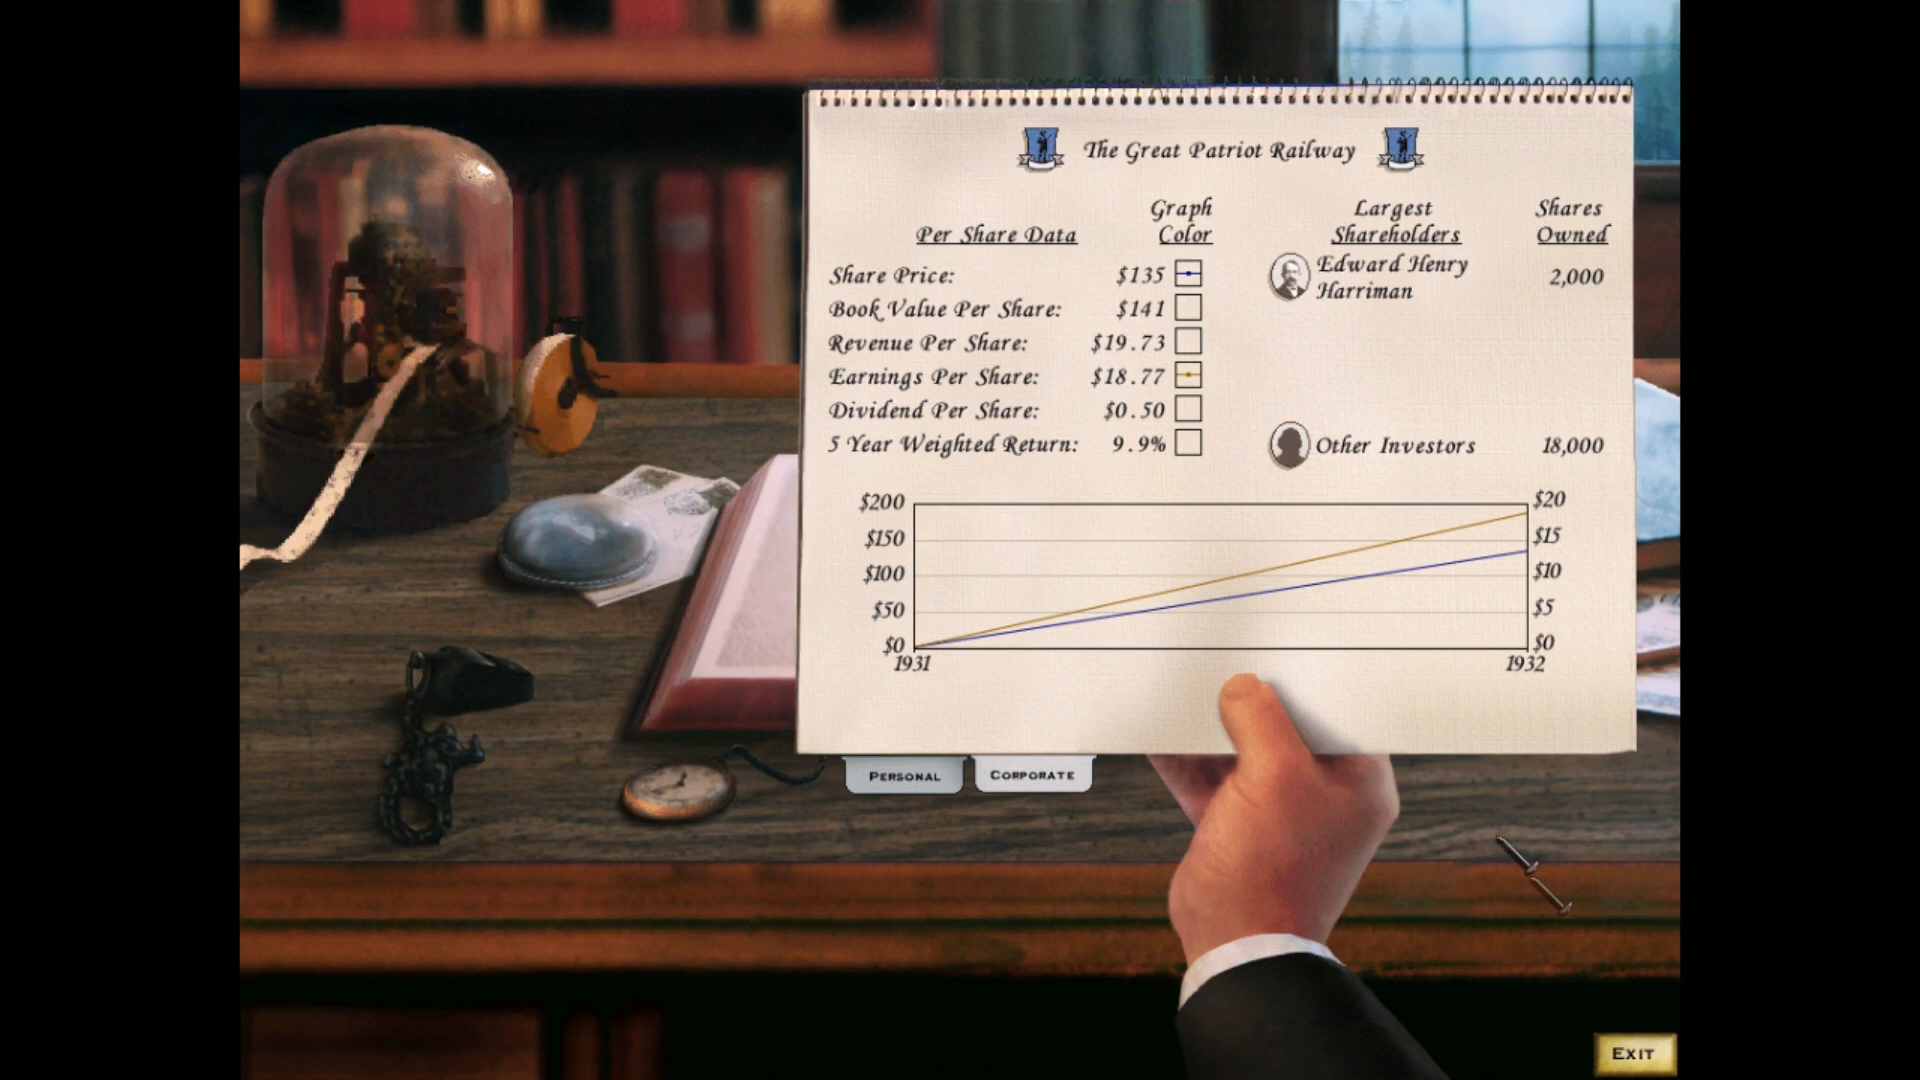 The Great Patriot Railway
Per Share Data
Graph
Color
Largest
Shareholders
Shares
Owned
Share Price: $135
Book Value Per Share: $141
Revenue Per Share: $19.73
Earnings Per Share: $18.77
Dividend Per Share: $0.50
5 Year Weighted Return: 9.9%
Edward Henry
Harriman
2,000
Other Investors 18,000
$200 $20
$150 $15
$100 $10
$50 $5
$0 $0
1931 1932
PERSONAL CORPORATE
EXIT